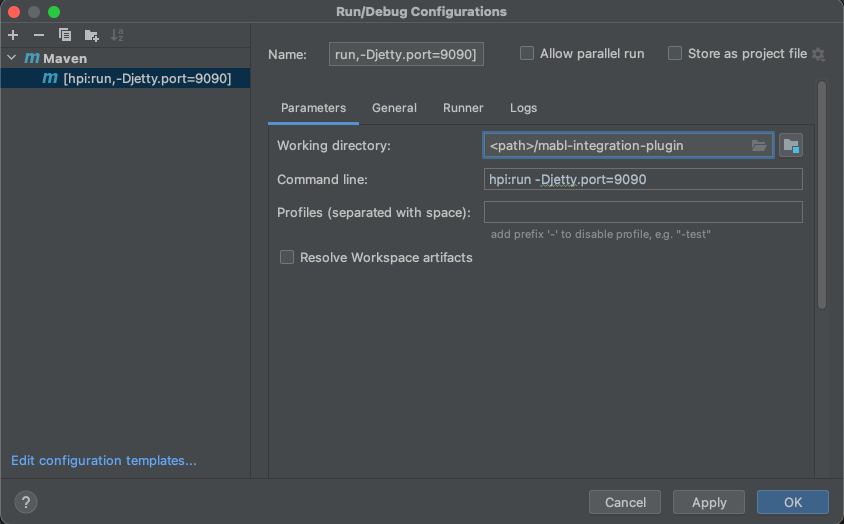 Run/Debug Configurations
Maven
[hpi:run,-Djetty.port=9090]
Edit configuration templates...
Name: run,-Djetty.port=9090] Allow parallel run Store as project file
Parameters General Runner Logs
Working directory: <path>/mabl-integration-plugin
Command line: hpi:run -Djetty.port=9090
Profiles (separated with space):
add prefix '-' to disable profile, e.g. "-test"
Resolve Workspace artifacts
? Cancel Apply OK